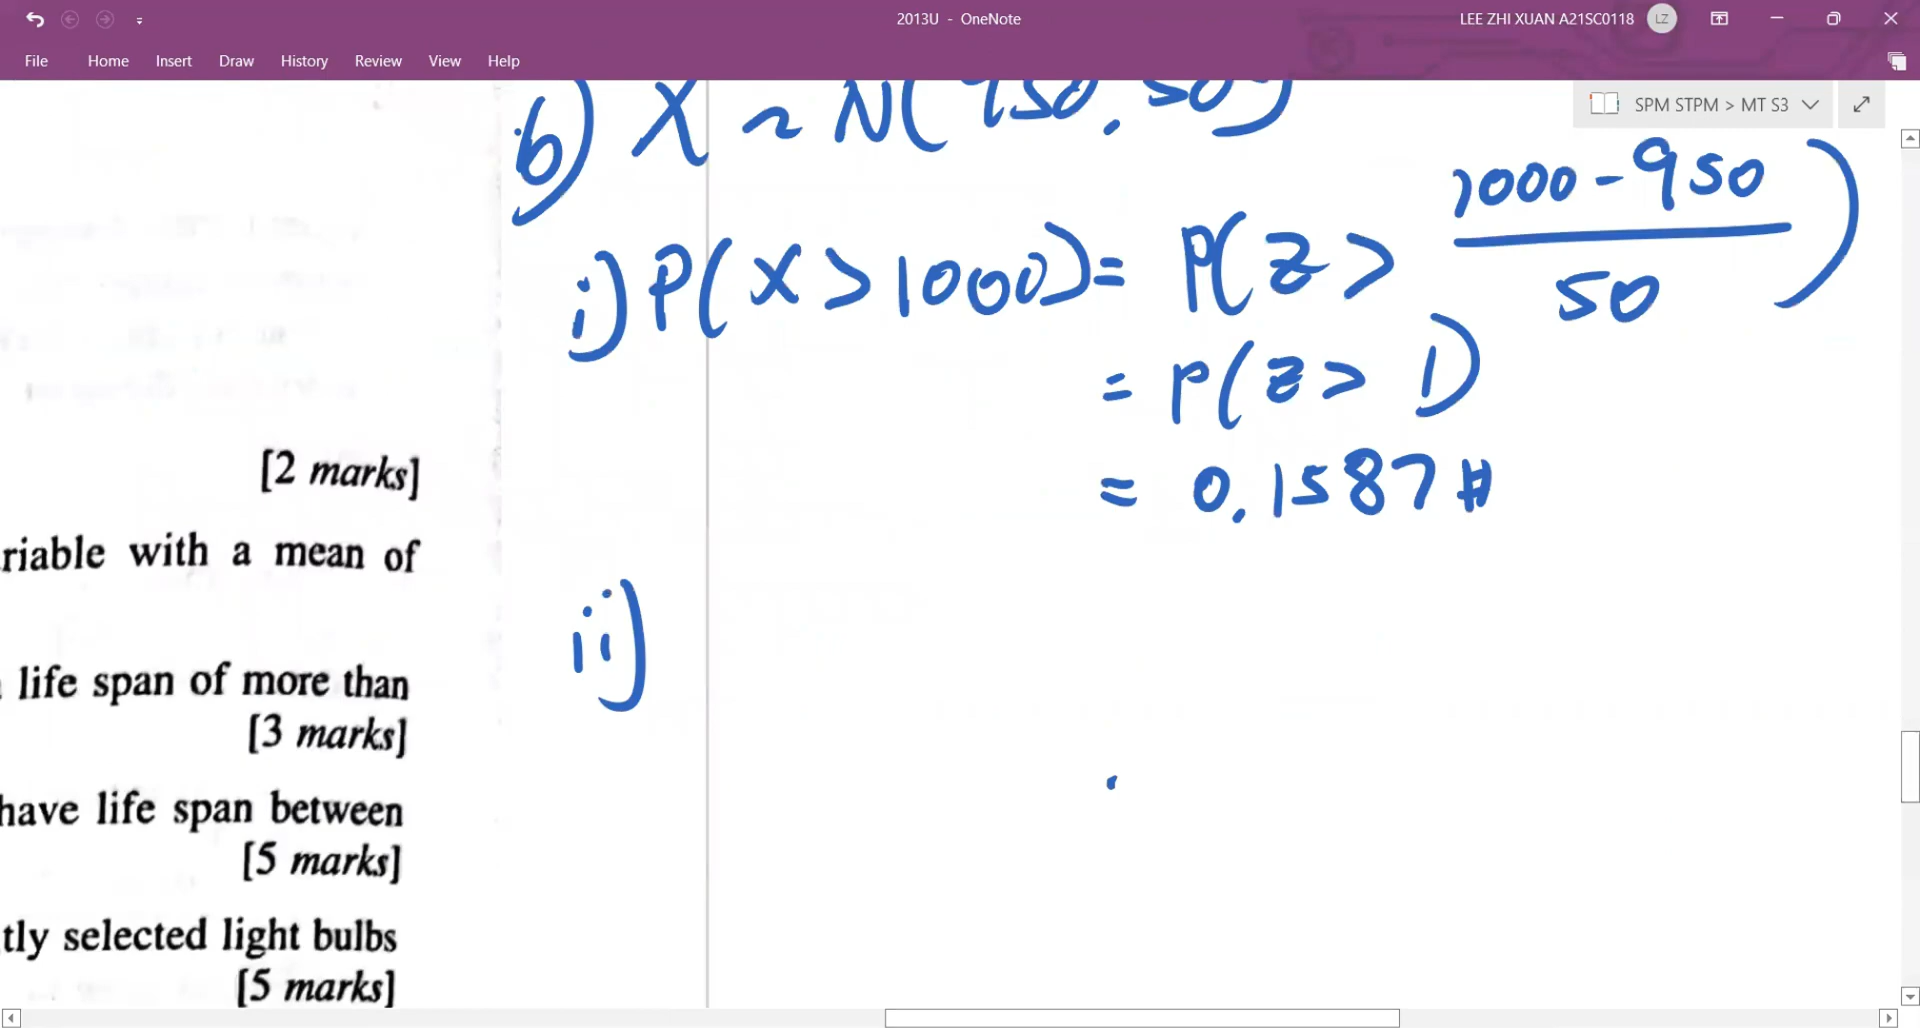 2013U - OneNote
LEE ZHI XUAN A21SC0118
LZ
File Home Insert Draw History Review View Help
SPM STPM > MT S3
b) X ~ N(950, 50)
i) P(X > 1000) = P(Z > 1000 - 950 / 50)
= P(Z > 1)
= 0.1587 #
ii)
[2 marks]
riable with a mean of
life span of more than
[3 marks]
have life span between
[5 marks]
tly selected light bulbs
[5 marks]